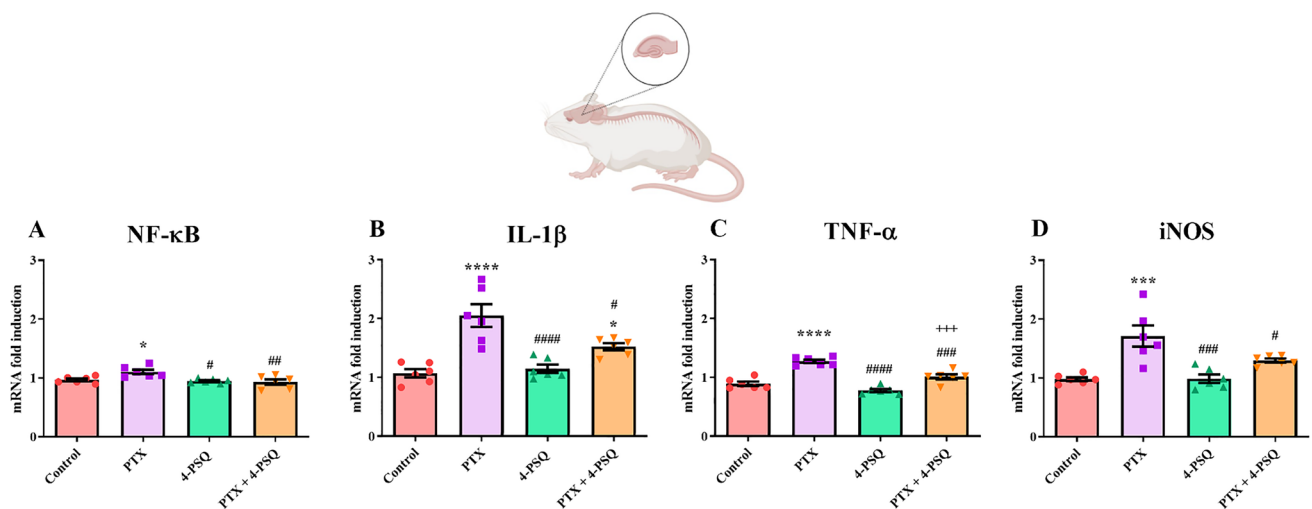 A
NF-κB
mRNA fold induction
3
2
1
0
*
#
##
Control
PTX
4-PSQ
PTX + 4-PSQ
B
IL-1β
mRNA fold induction
3
2
1
0
****
####
#
*
Control
PTX
4-PSQ
PTX + 4-PSQ
C
TNF-α
mRNA fold induction
3
2
1
0
****
####
+++
###
Control
PTX
4-PSQ
PTX + 4-PSQ
D
iNOS
mRNA fold induction
3
2
1
0
***
###
#
Control
PTX
4-PSQ
PTX + 4-PSQ